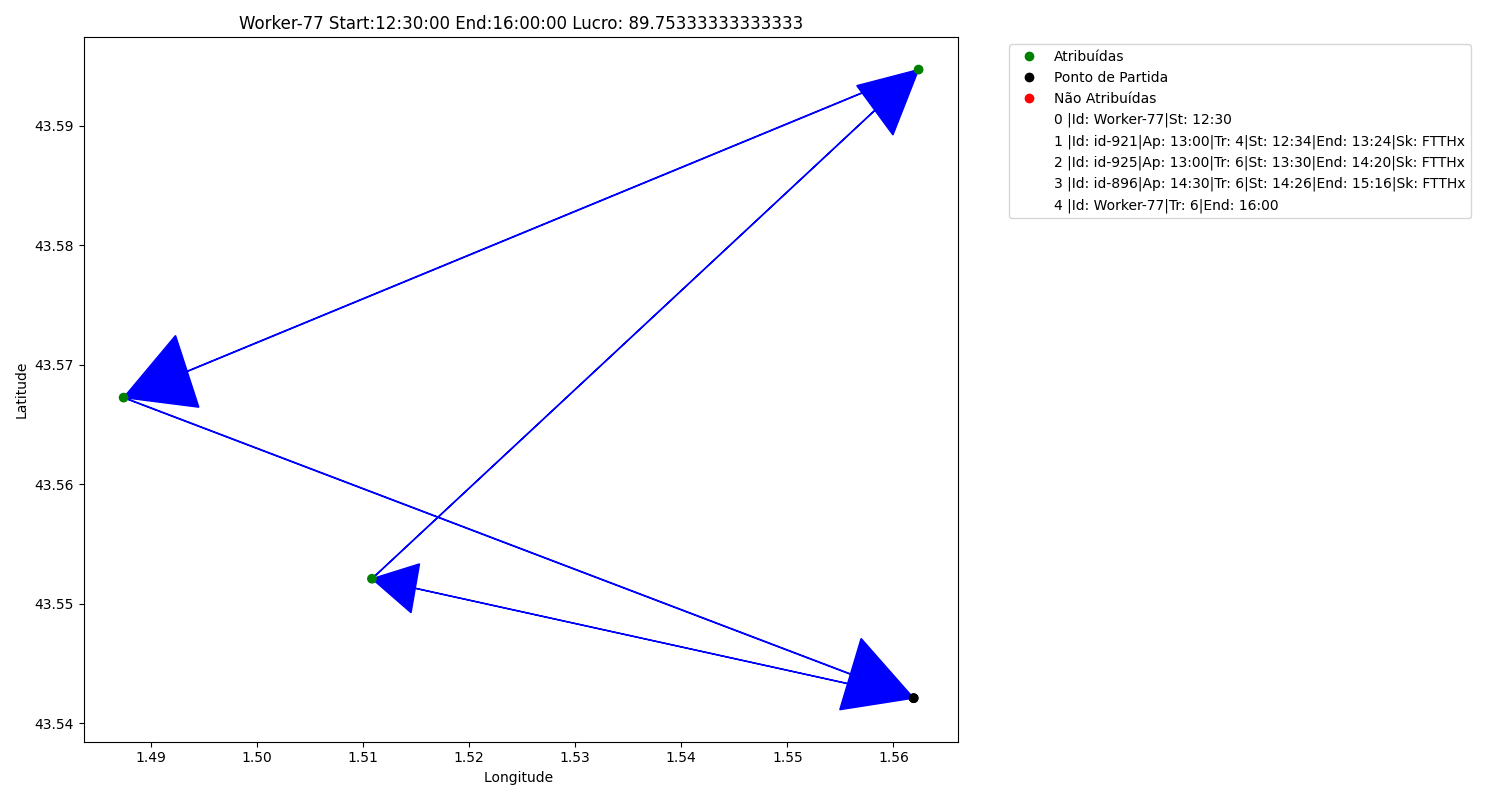 Worker-77 Start:12:30:00 End:16:00:00 Lucro: 89.75333333333333
Atribuídas
Ponto de Partida
Não Atribuídas
0 |Id: Worker-77|St: 12:30
1 |Id: id-921|Ap: 13:00|Tr: 4|St: 12:34|End: 13:24|Sk: FTTHx
2 |Id: id-925|Ap: 13:00|Tr: 6|St: 13:30|End: 14:20|Sk: FTTHx
3 |Id: id-896|Ap: 14:30|Tr: 6|St: 14:26|End: 15:16|Sk: FTTHx
4 |Id: Worker-77|Tr: 6|End: 16:00
43.59
43.58
43.57
43.56
43.55
43.54
Latitude
1.49 1.50 1.51 1.52 1.53 1.54 1.55 1.56
Longitude